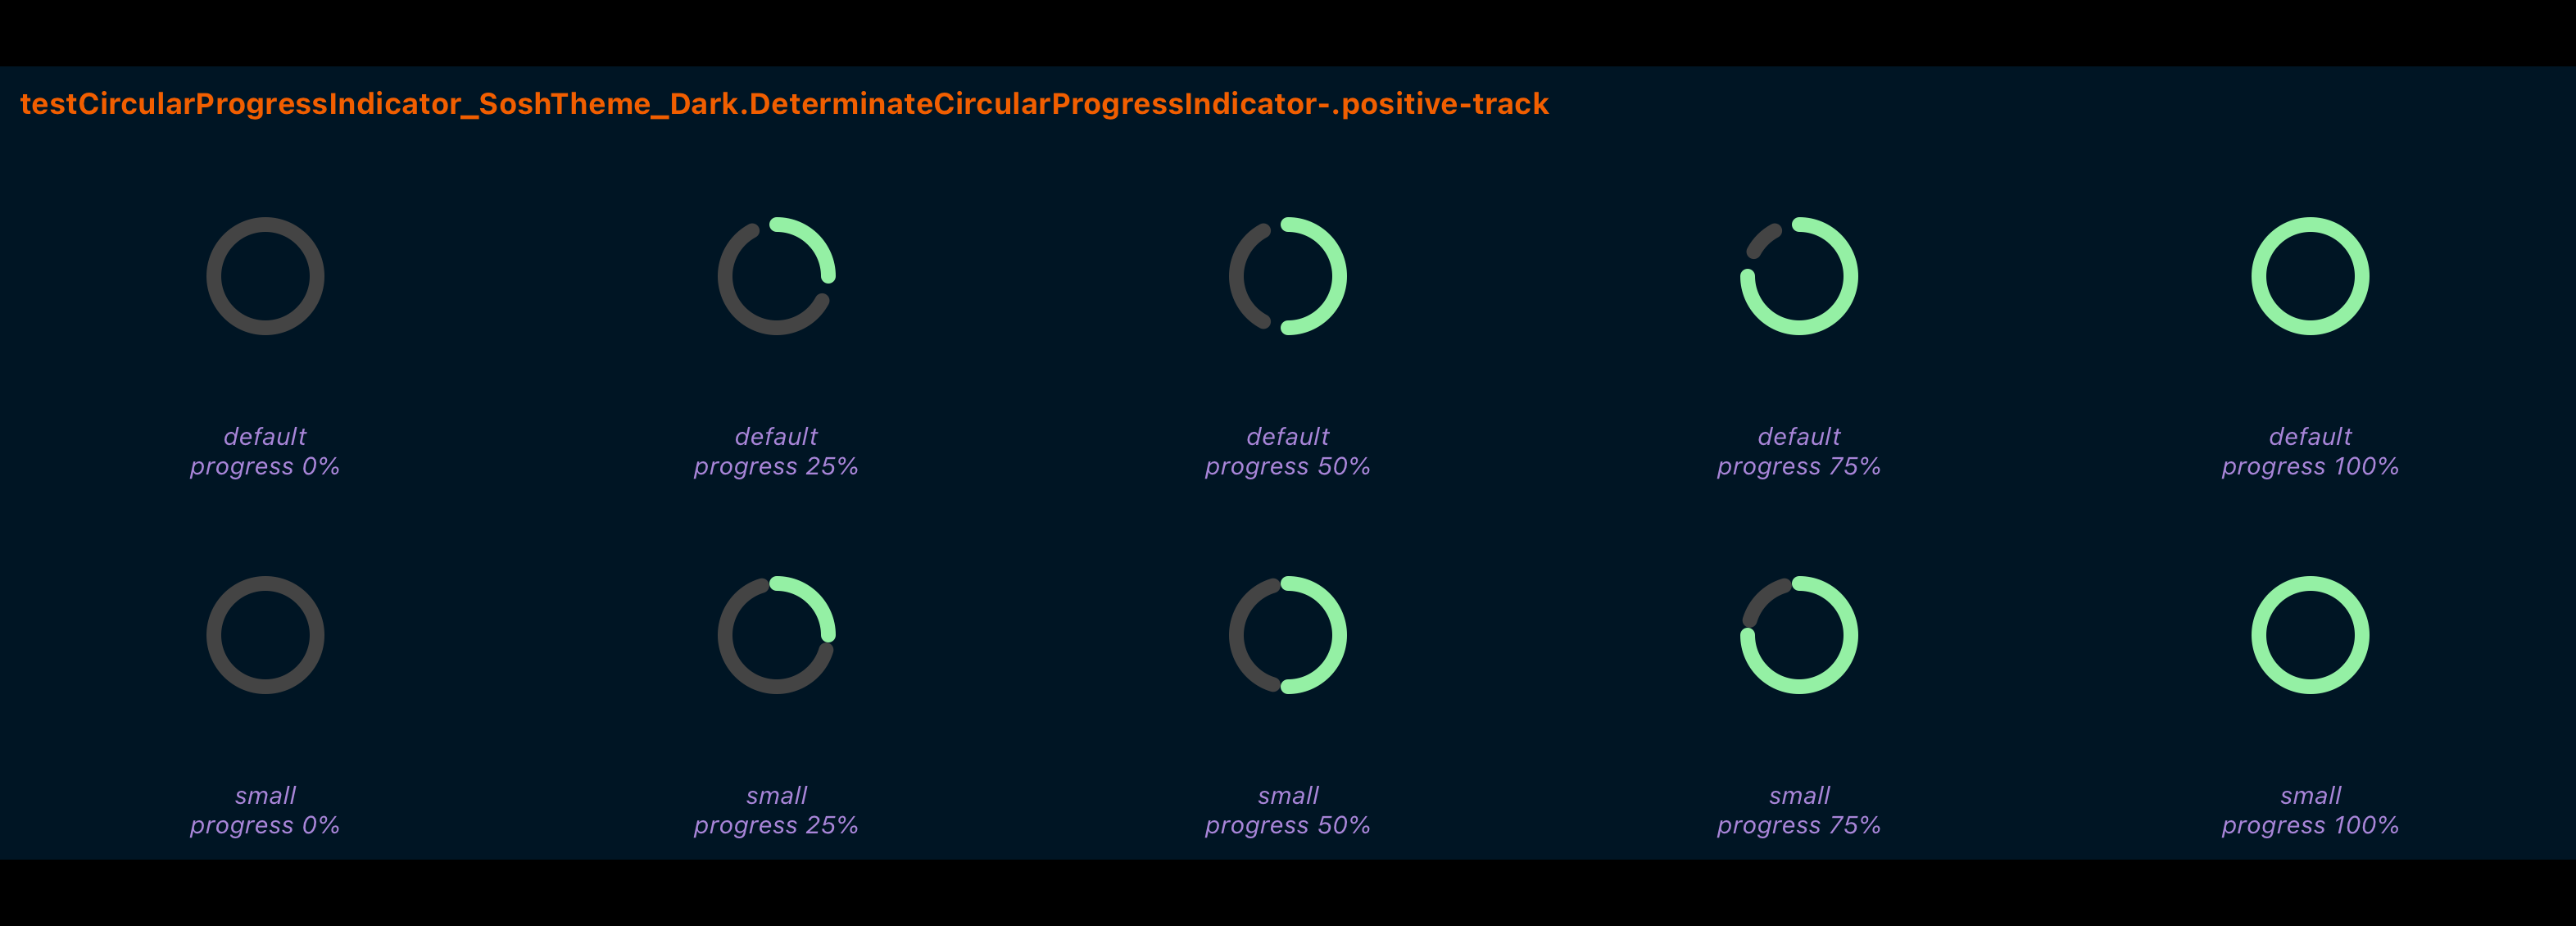 testCircularProgressIndicator_SoshTheme_Dark.DeterminateCircularProgressIndicator-.positive-track
default
progress 0%
default
progress 25%
default
progress 50%
default
progress 75%
default
progress 100%
small
progress 0%
small
progress 25%
small
progress 50%
small
progress 75%
small
progress 100%